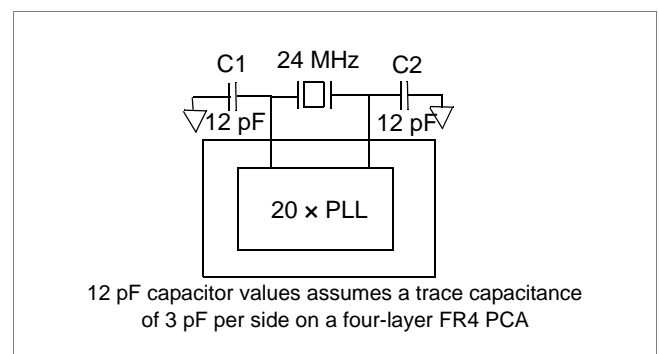 C1 24 MHz C2
12 pF 12 pF
20 × PLL
12 pF capacitor values assumes a trace capacitance
of 3 pF per side on a four-layer FR4 PCA